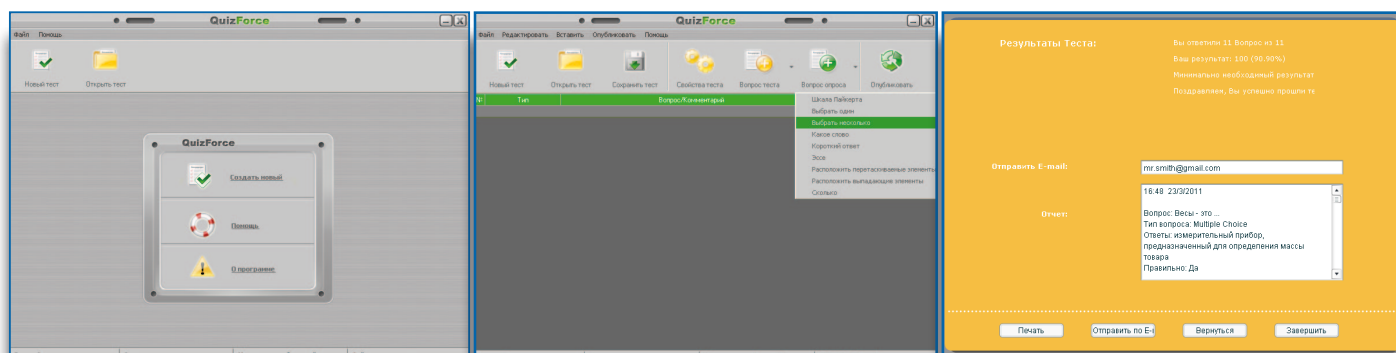 QuizForce
Файл Помощь
Новый тест Открыть тест
QuizForce
Создать новый
Помощь
О программе
QuizForce
Файл Редактировать Вставить Опубликовать Помощь
Новый тест Открыть тест Сохранить тест Свойства теста Вопрос теста Вопрос опроса Опубликовать
№ Тип Вопрос/Комментарий
Шкала Лайкерта
Выбрать один
Выбрать несколько
Какое слово
Короткий ответ
Эссе
Расположить перетаскиваемые элементы
Расположить выпадающие элементы
Сколько
Результаты Теста:
Вы ответили 11 Вопрос из 11
Ваш результат: 100 (90.90%)
Минимально необходимый результат
Поздравляем, Вы успешно прошли те
Отправить E-mail:
mr.smith@gmail.com
Отчет:
16:48 23/3/2011
Вопрос: Весы - это ...
Тип вопроса: Multiple Choice
Ответы: измерительный прибор,
предназначенный для определения массы
товара
Правильно: Да
Печать Отправить по E-i Вернуться Завершить